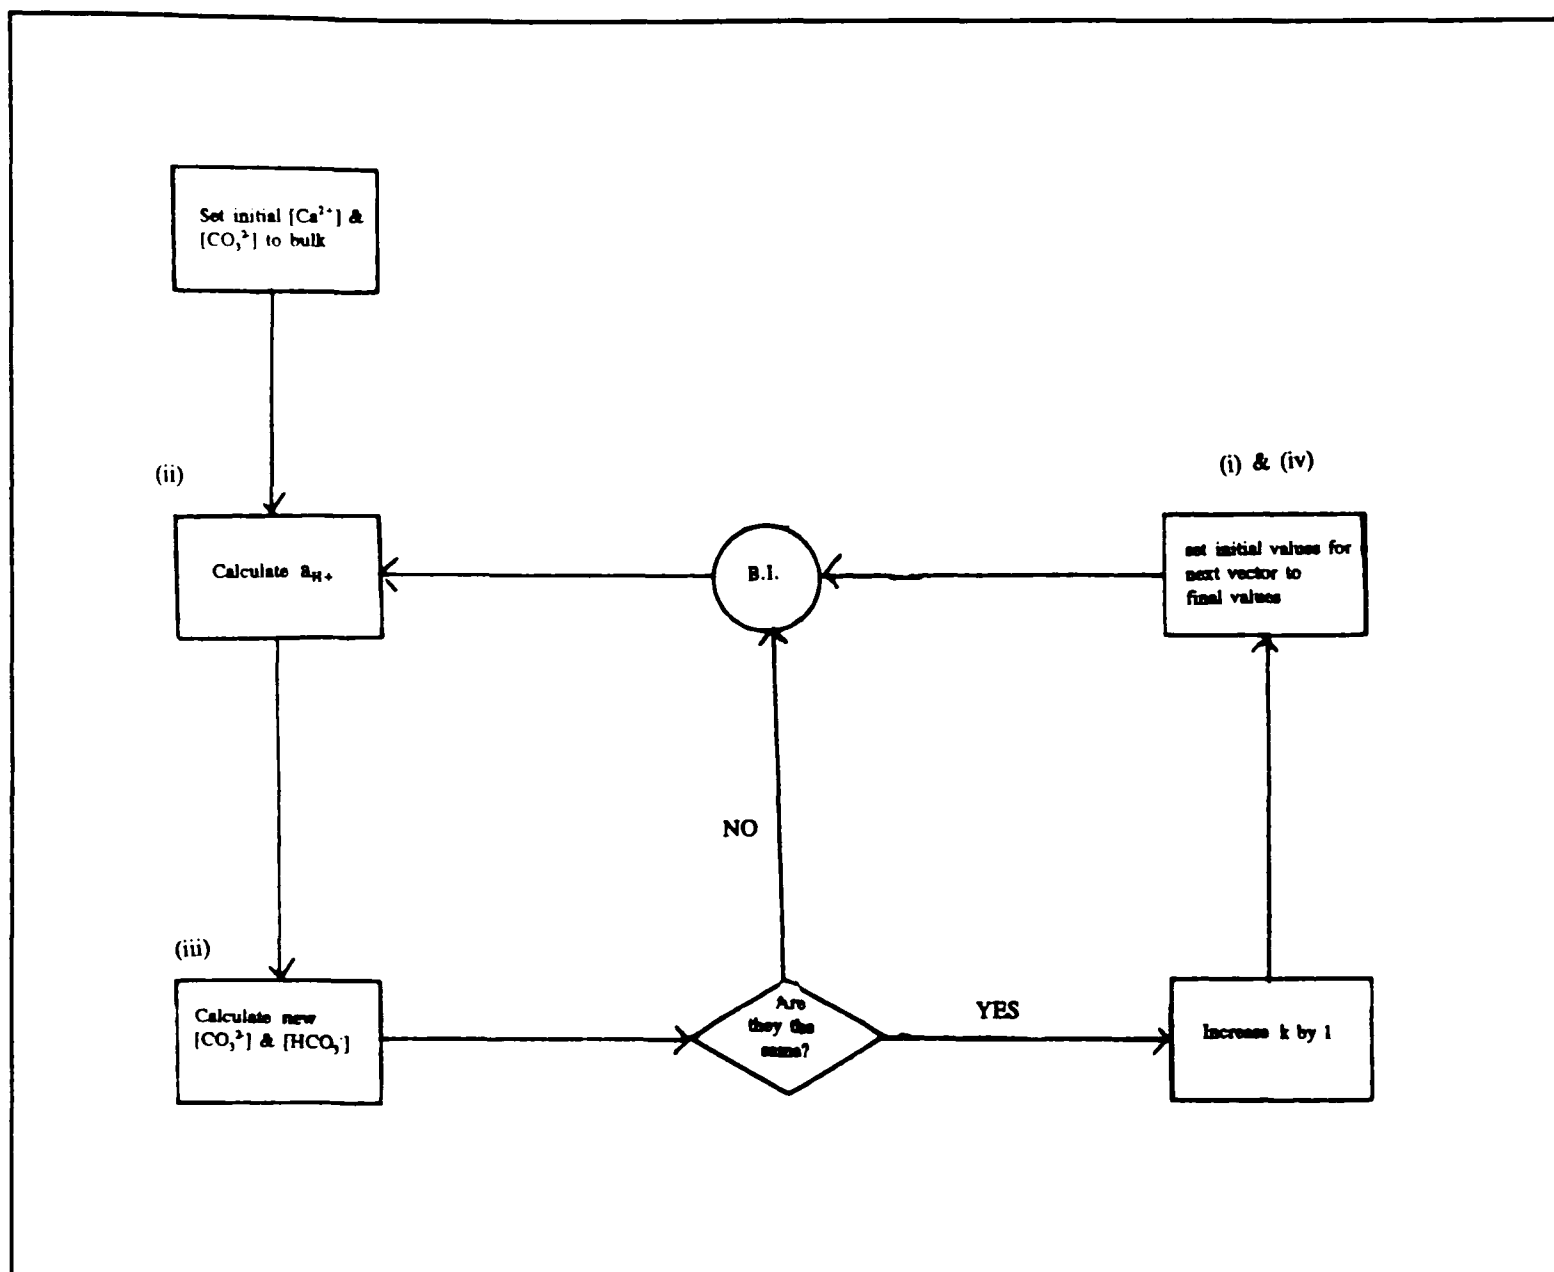 Set initial [Ca²⁺] &
[CO₃²⁻] to bulk
(ii)
Calculate a_H+
(iii)
Calculate new
[CO₃²⁻] & [HCO₃⁻]
B.I.
NO
Are
they the
same?
YES
Increase k by 1
(i) & (iv)
set initial values for
next vector to
final values